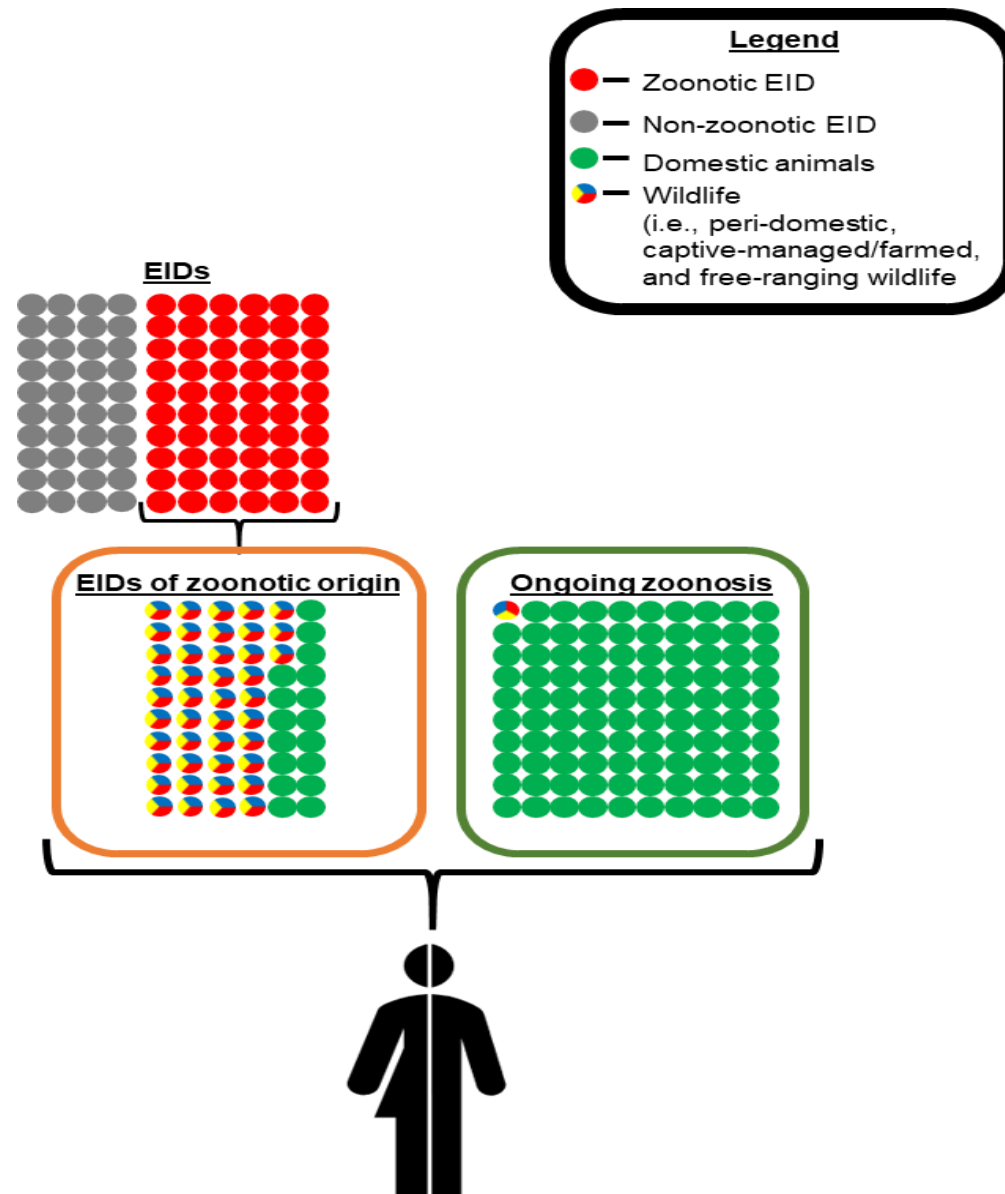 Legend
Zoonotic EID
Non-zoonotic EID
Domestic animals
Wildlife
(i.e., peri-domestic,
captive-managed/farmed,
and free-ranging wildlife
EIDs
EIDs of zoonotic origin
Ongoing zoonosis